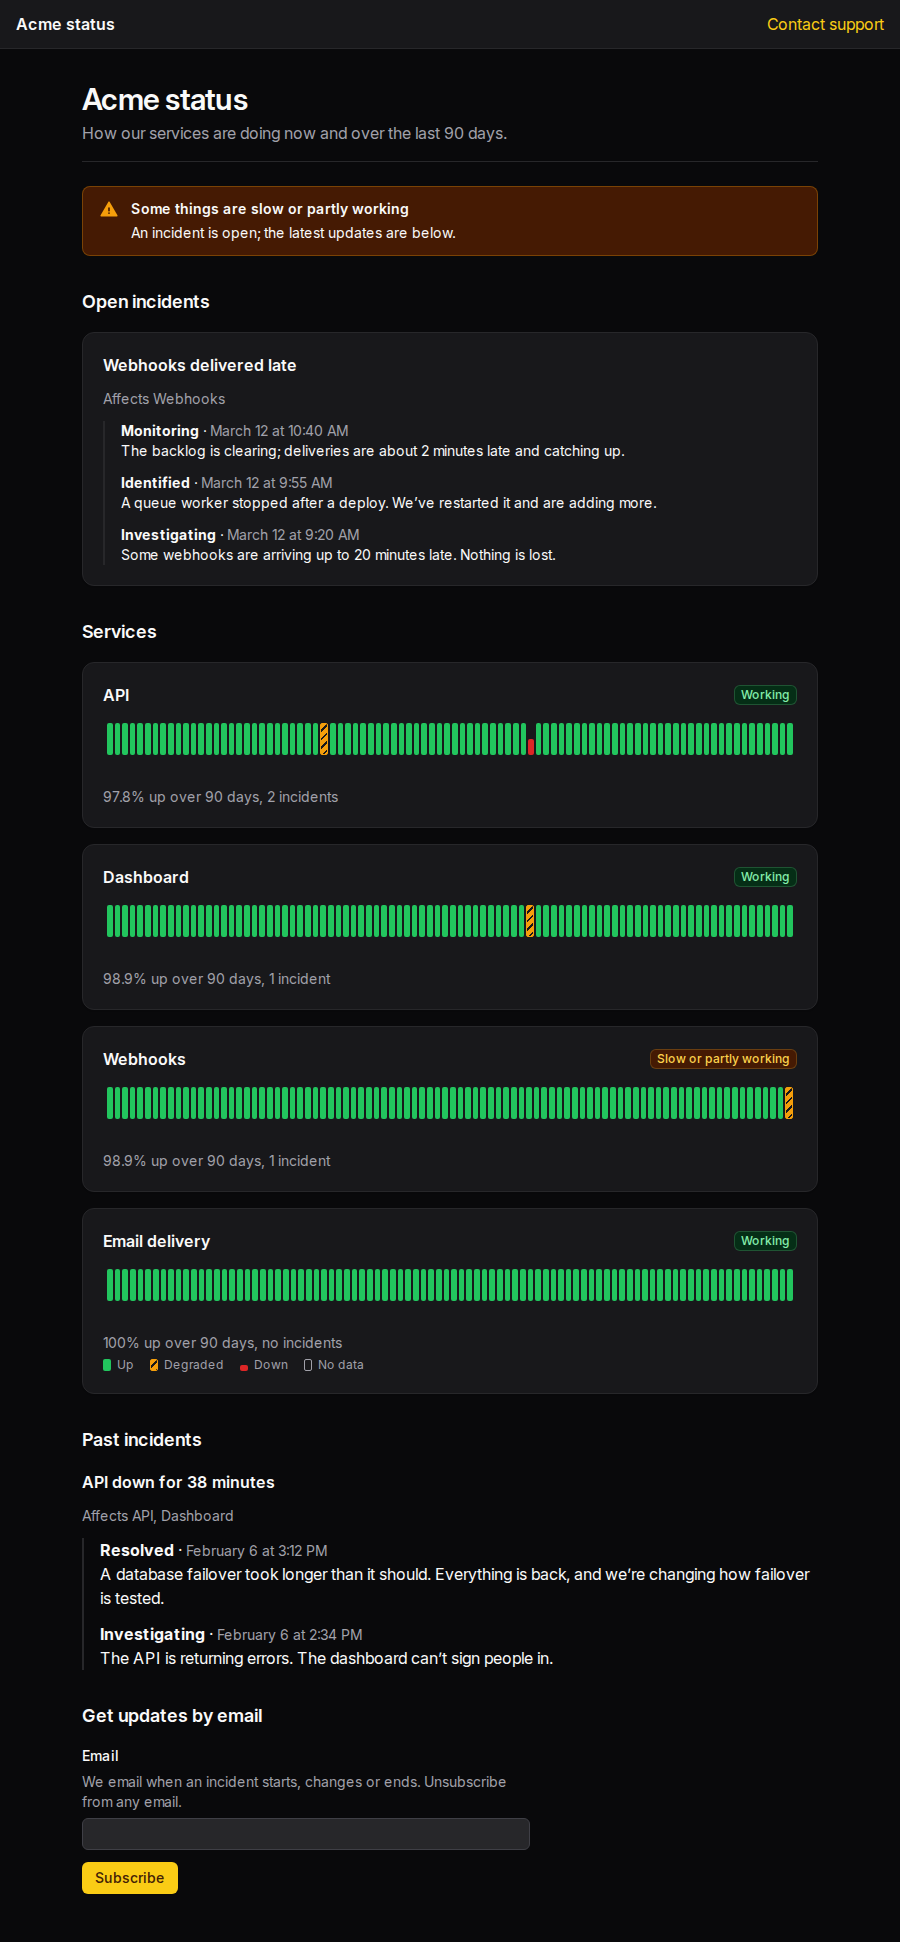 Acme status
Contact support
Acme status
How our services are doing now and over the last 90 days.
Some things are slow or partly working
An incident is open; the latest updates are below.
Open incidents
Webhooks delivered late
Affects Webhooks
Monitoring · March 12 at 10:40 AM
The backlog is clearing; deliveries are about 2 minutes late and catching up.
Identified · March 12 at 9:55 AM
A queue worker stopped after a deploy. We’ve restarted it and are adding more.
Investigating · March 12 at 9:20 AM
Some webhooks are arriving up to 20 minutes late. Nothing is lost.
Services
API
Working
97.8% up over 90 days, 2 incidents
Dashboard
Working
98.9% up over 90 days, 1 incident
Webhooks
Slow or partly working
98.9% up over 90 days, 1 incident
Email delivery
Working
100% up over 90 days, no incidents
Up Degraded Down No data
Past incidents
API down for 38 minutes
Affects API, Dashboard
Resolved · February 6 at 3:12 PM
A database failover took longer than it should. Everything is back, and we’re changing how failover
is tested.
Investigating · February 6 at 2:34 PM
The API is returning errors. The dashboard can’t sign people in.
Get updates by email
Email
We email when an incident starts, changes or ends. Unsubscribe
from any email.
Subscribe